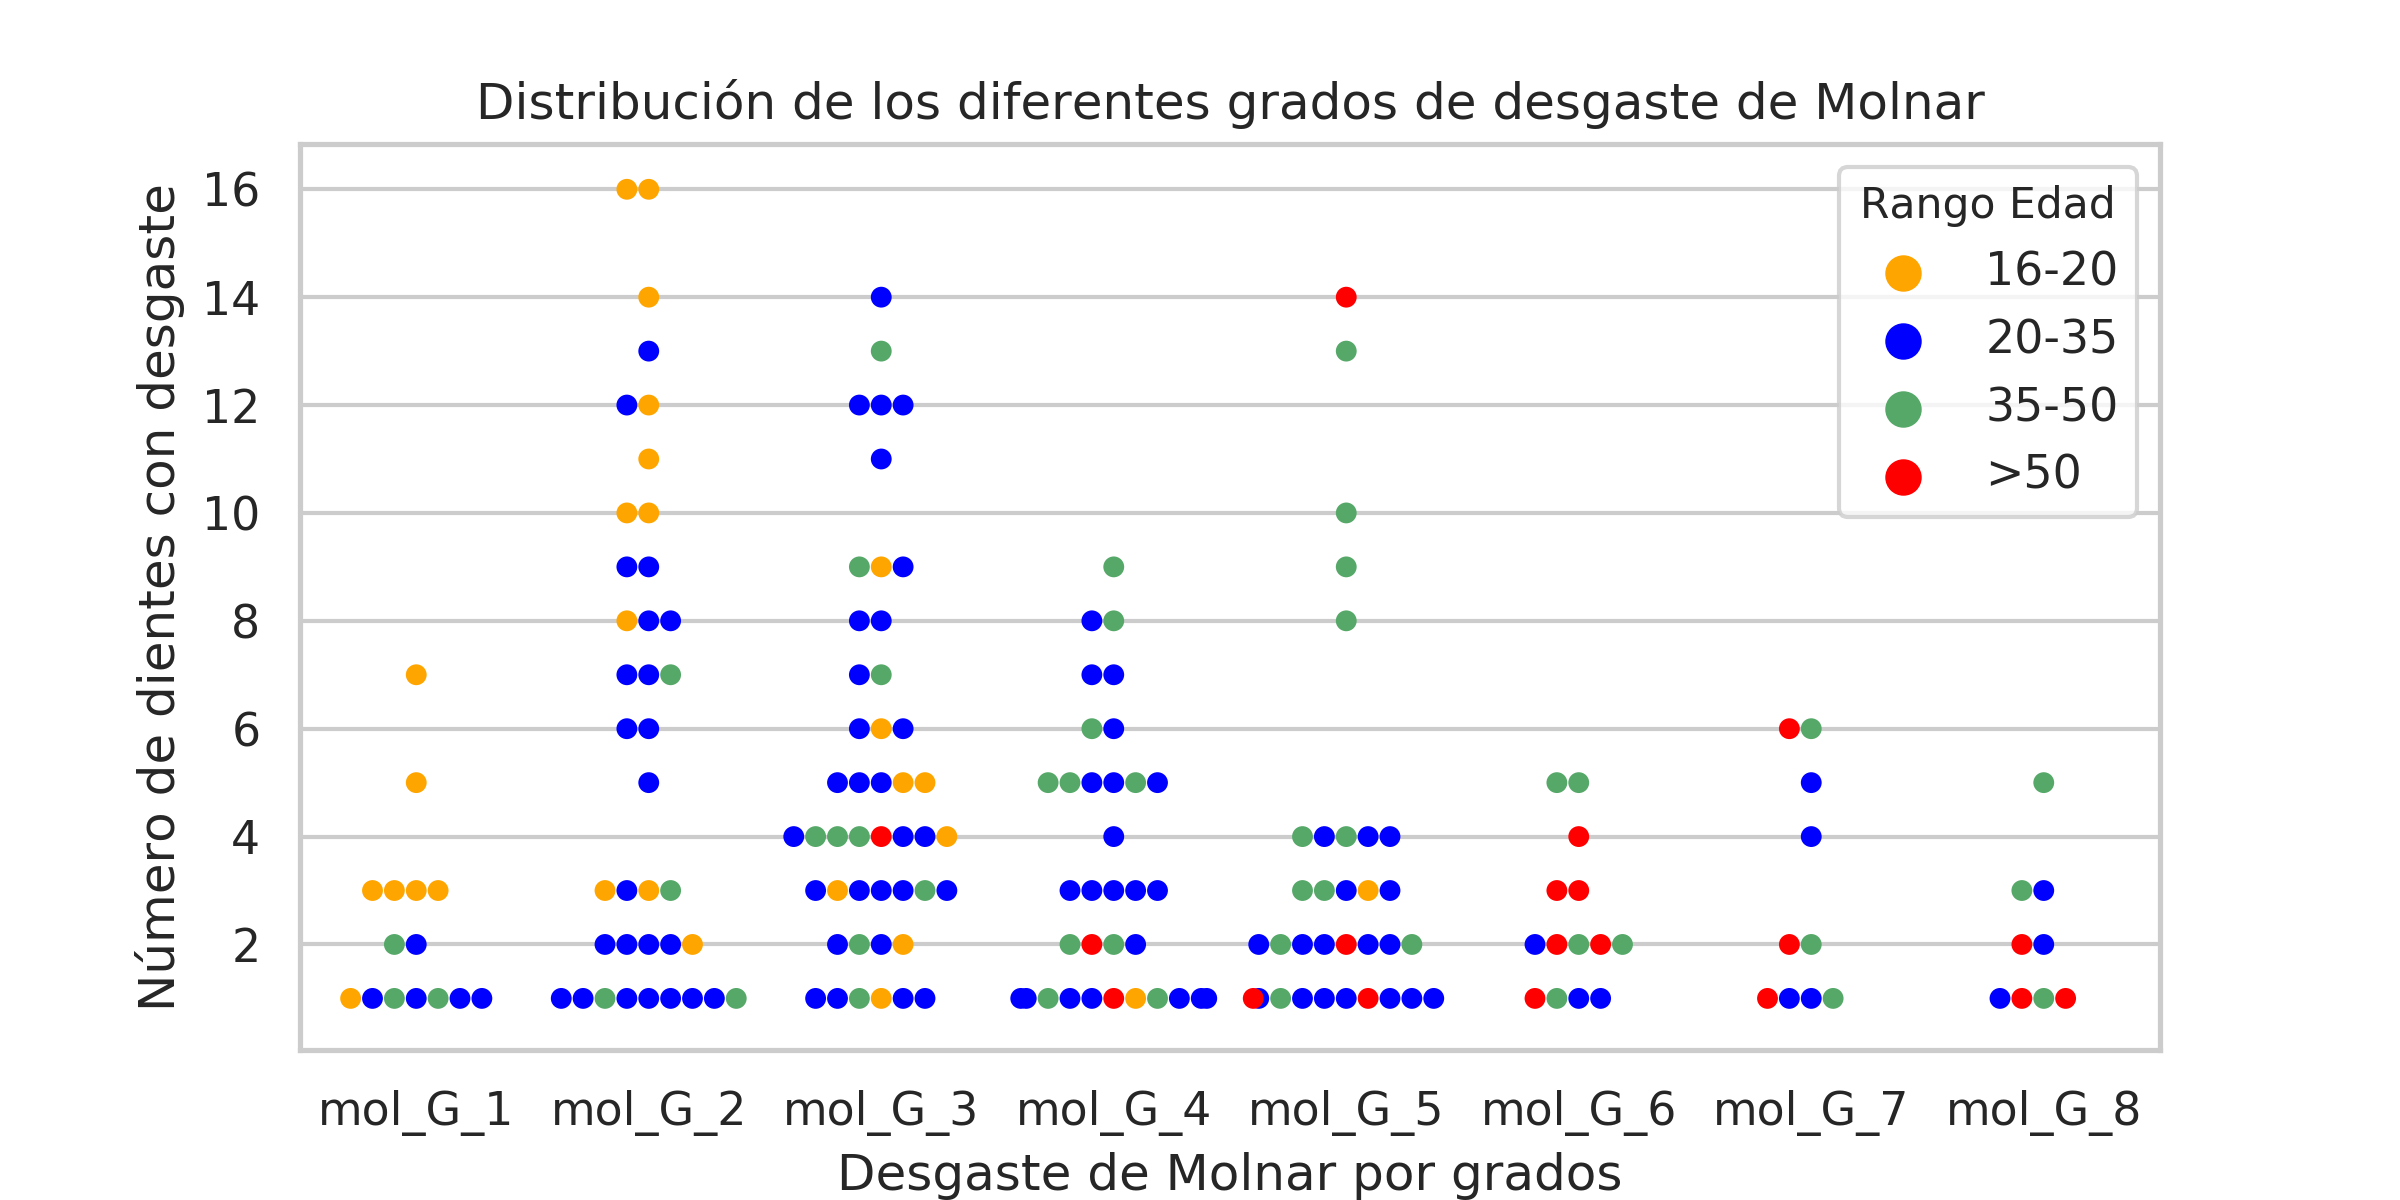 Distribución de los diferentes grados de desgaste de Molnar
Número de dientes con desgaste
16
14
12
10
8
6
4
2
Rango Edad
16-20
20-35
35-50
>50
mol_G_1 mol_G_2 mol_G_3 mol_G_4 mol_G_5 mol_G_6 mol_G_7 mol_G_8
Desgaste de Molnar por grados